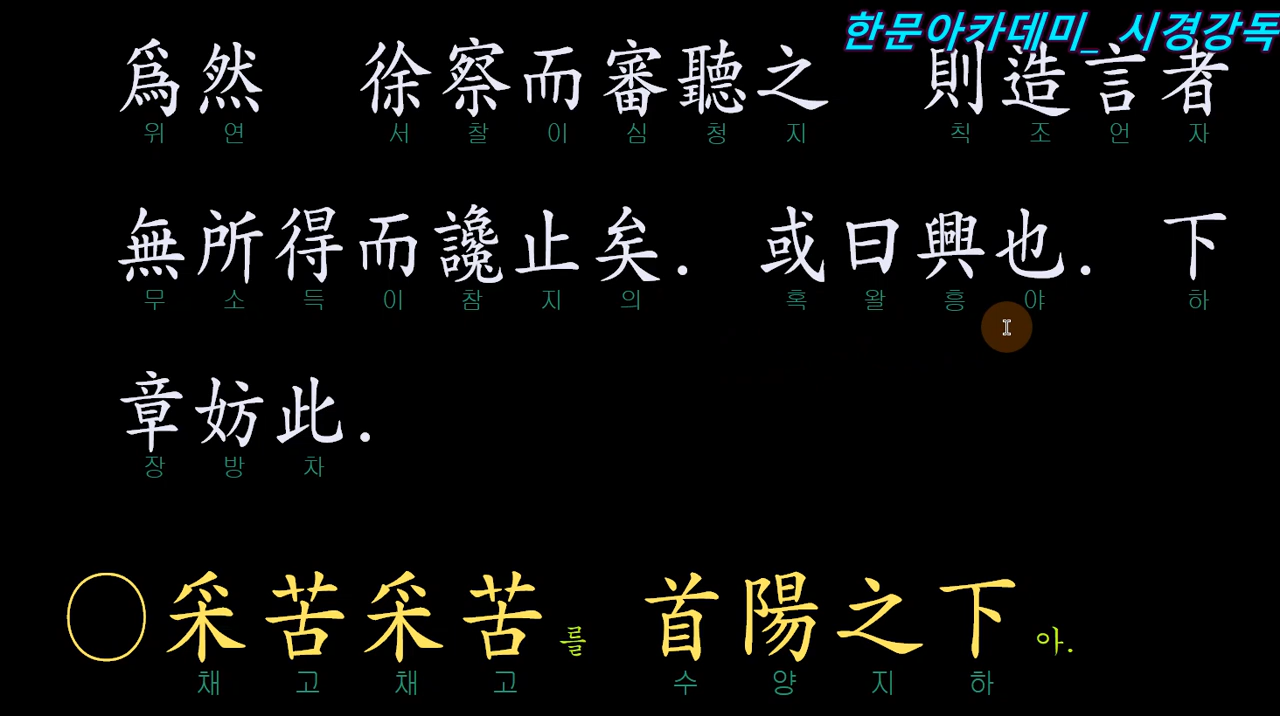 한문아카데미_ 시경강독
爲然 徐察而審聽之 則造言者
위 연 서 찰 이 심 청 지 칙 조 언 자
無所得而讒止矣. 或曰興也. 下
무 소 득 이 참 지 의 혹 왈 흥 야 하
章妨此.
장 방 차
○采苦采苦를 首陽之下아.
채 고 채 고 수 양 지 하